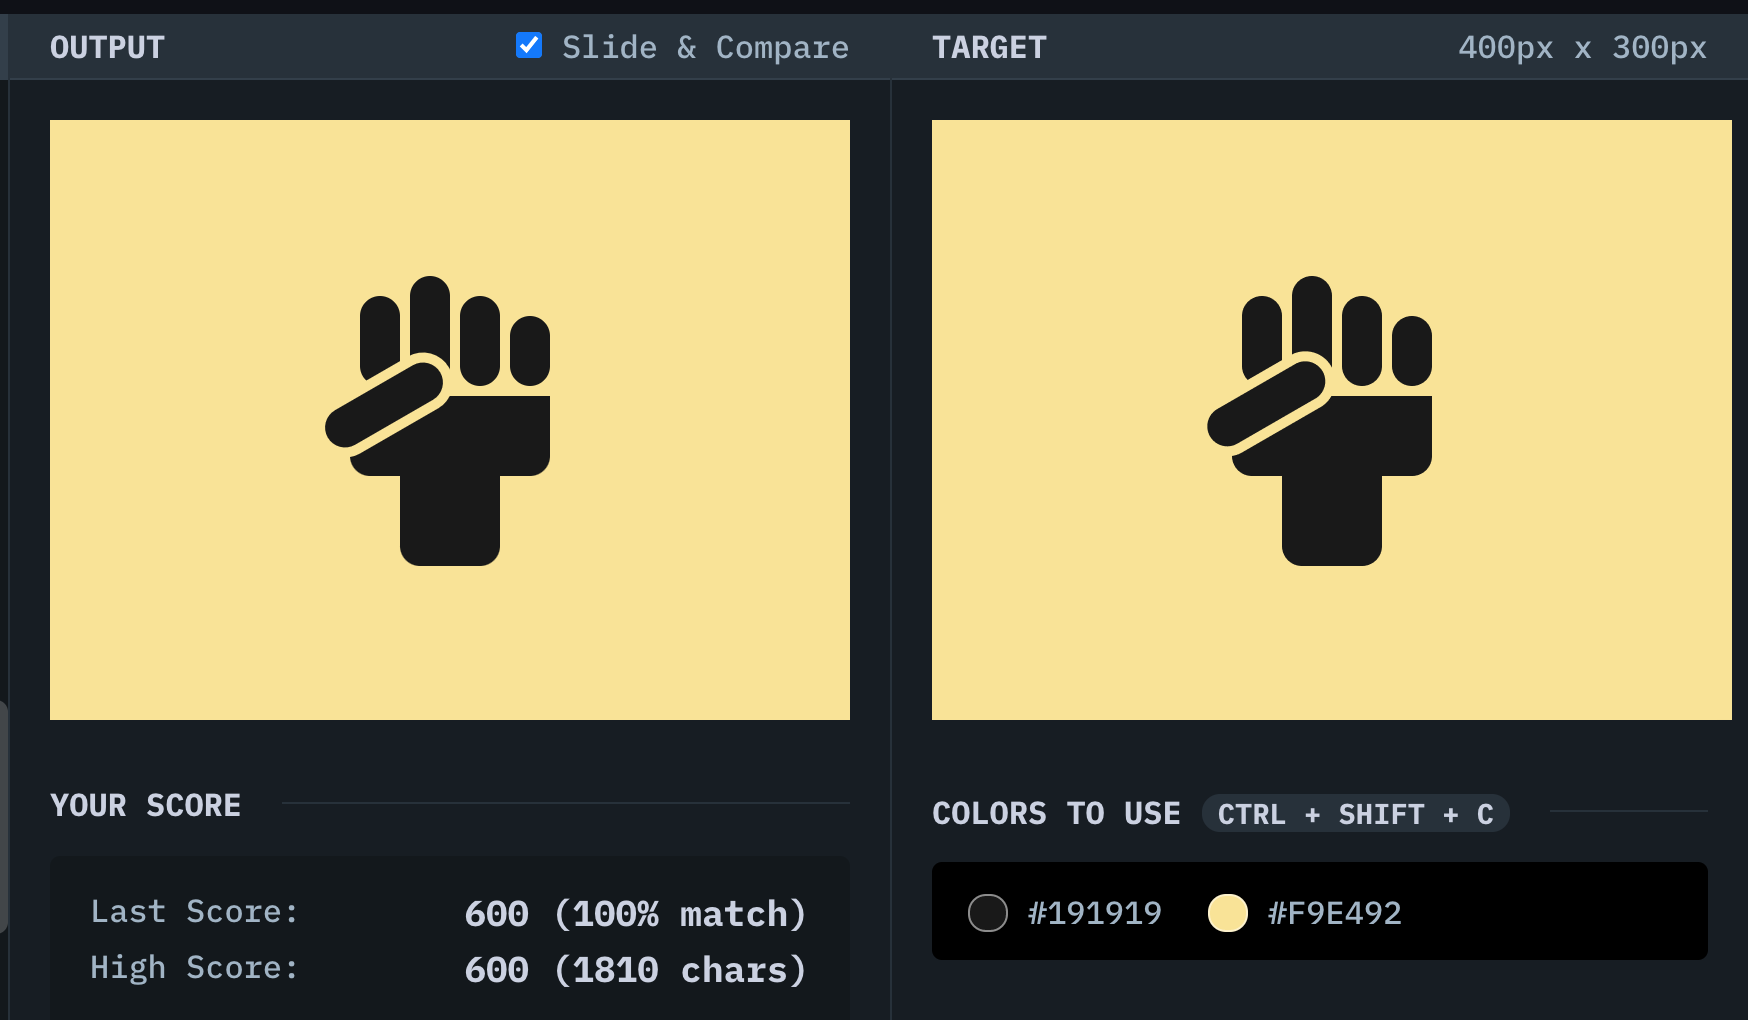 OUTPUT
Slide & Compare
TARGET
400px x 300px
YOUR SCORE
Last Score: 600 (100% match)
High Score: 600 (1810 chars)
COLORS TO USE CTRL + SHIFT + C
#191919 #F9E492